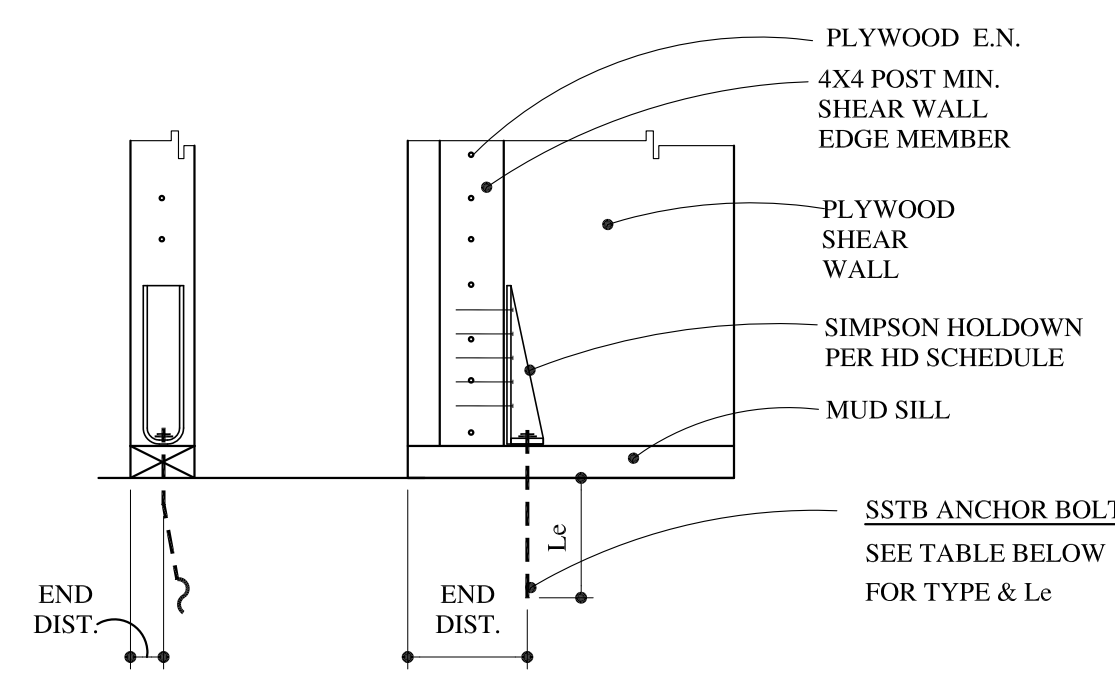 PLYWOOD E.N.
4X4 POST MIN.
SHEAR WALL
EDGE MEMBER
PLYWOOD
SHEAR
WALL
SIMPSON HOLDOWN
PER HD SCHEDULE
MUD SILL
SSTB ANCHOR BOLT
SEE TABLE BELOW
FOR TYPE & Le
Le
END
DIST.
END
DIST.